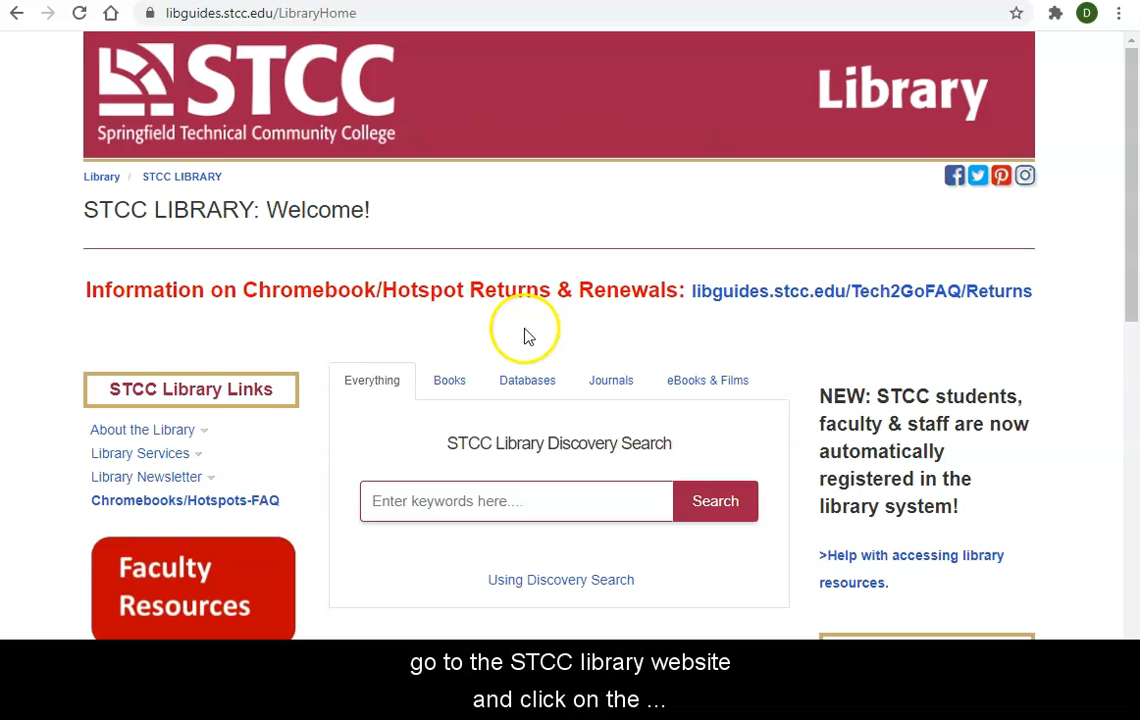 libguides.stcc.edu/LibraryHome
D
STCC
Springfield Technical Community College
Library
Library / STCC LIBRARY
STCC LIBRARY: Welcome!
Information on Chromebook/Hotspot Returns & Renewals: libguides.stcc.edu/Tech2GoFAQ/Returns
STCC Library Links
About the Library
Library Services
Library Newsletter
Chromebooks/Hotspots-FAQ
Faculty
Resources
Everything Books Databases Journals eBooks & Films
STCC Library Discovery Search
Enter keywords here.... Search
Using Discovery Search
NEW: STCC students,
faculty & staff are now
automatically
registered in the
library system!
>Help with accessing library
resources.
go to the STCC library website
and click on the ...